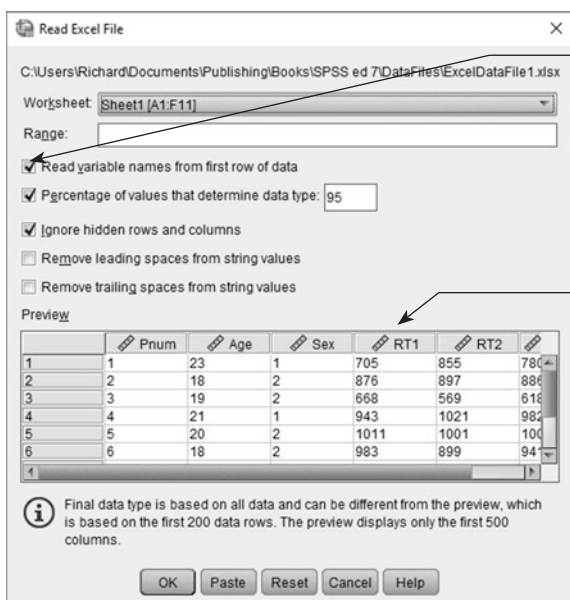 Read Excel File
C:\Users\Richard\Documents\Publishing\Books\SPSS ed 7\DataFiles\ExcelDataFile1.xlsx
Worksheet: Sheet1 [A1:F11]
Range:
Read variable names from first row of data
Percentage of values that determine data type: 95
Ignore hidden rows and columns
Remove leading spaces from string values
Remove trailing spaces from string values
Preview
Pnum Age Sex RT1 RT2
1 1 23 1 705 855 780
2 2 18 2 876 897 886
3 3 19 2 668 569 618
4 4 21 1 943 1021 982
5 5 20 2 1011 1001 100
6 6 18 2 983 899 941
Final data type is based on all data and can be different from the preview, which
is based on the first 200 data rows. The preview displays only the first 500
columns.
OK Paste Reset Cancel Help